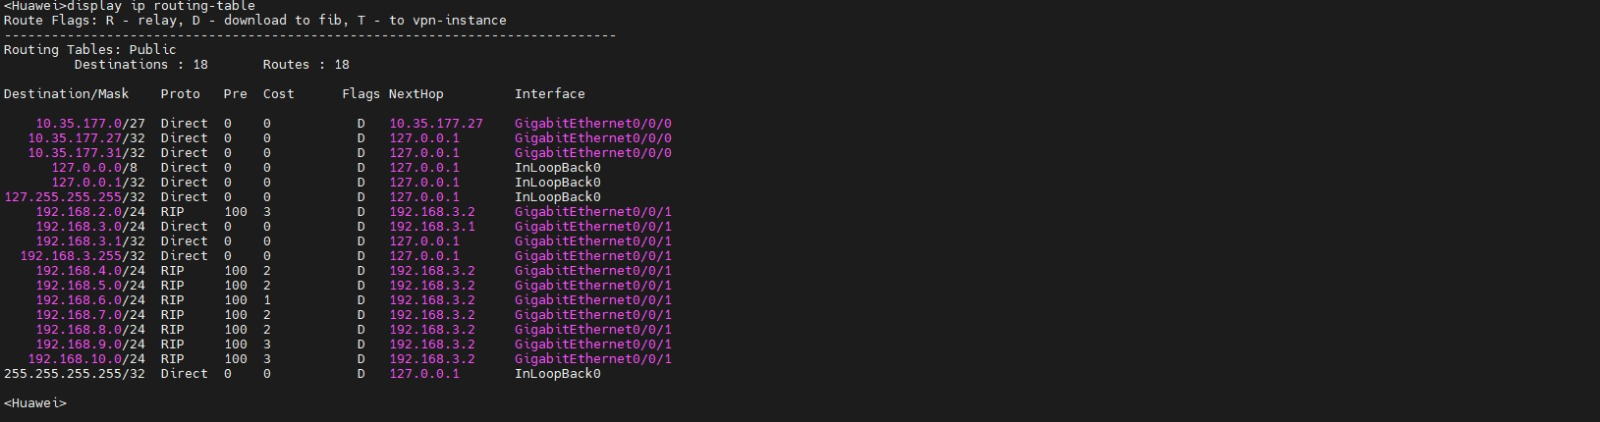 <Huawei>display ip routing-table
Route Flags: R - relay, D - download to fib, T - to vpn-instance
------------------------------------------------------------------------------
Routing Tables: Public
         Destinations : 18       Routes : 18

Destination/Mask    Proto   Pre  Cost      Flags NextHop         Interface

    10.35.177.0/27  Direct  0    0           D   10.35.177.27    GigabitEthernet0/0/0
   10.35.177.27/32  Direct  0    0           D   127.0.0.1       GigabitEthernet0/0/0
   10.35.177.31/32  Direct  0    0           D   127.0.0.1       GigabitEthernet0/0/0
      127.0.0.0/8   Direct  0    0           D   127.0.0.1       InLoopBack0
      127.0.0.1/32  Direct  0    0           D   127.0.0.1       InLoopBack0
127.255.255.255/32  Direct  0    0           D   127.0.0.1       InLoopBack0
    192.168.2.0/24  RIP     100  3           D   192.168.3.2     GigabitEthernet0/0/1
    192.168.3.0/24  Direct  0    0           D   192.168.3.1     GigabitEthernet0/0/1
    192.168.3.1/32  Direct  0    0           D   127.0.0.1       GigabitEthernet0/0/1
  192.168.3.255/32  Direct  0    0           D   127.0.0.1       GigabitEthernet0/0/1
    192.168.4.0/24  RIP     100  2           D   192.168.3.2     GigabitEthernet0/0/1
    192.168.5.0/24  RIP     100  2           D   192.168.3.2     GigabitEthernet0/0/1
    192.168.6.0/24  RIP     100  1           D   192.168.3.2     GigabitEthernet0/0/1
    192.168.7.0/24  RIP     100  2           D   192.168.3.2     GigabitEthernet0/0/1
    192.168.8.0/24  RIP     100  2           D   192.168.3.2     GigabitEthernet0/0/1
    192.168.9.0/24  RIP     100  3           D   192.168.3.2     GigabitEthernet0/0/1
   192.168.10.0/24  RIP     100  3           D   192.168.3.2     GigabitEthernet0/0/1
255.255.255.255/32  Direct  0    0           D   127.0.0.1       InLoopBack0

<Huawei>